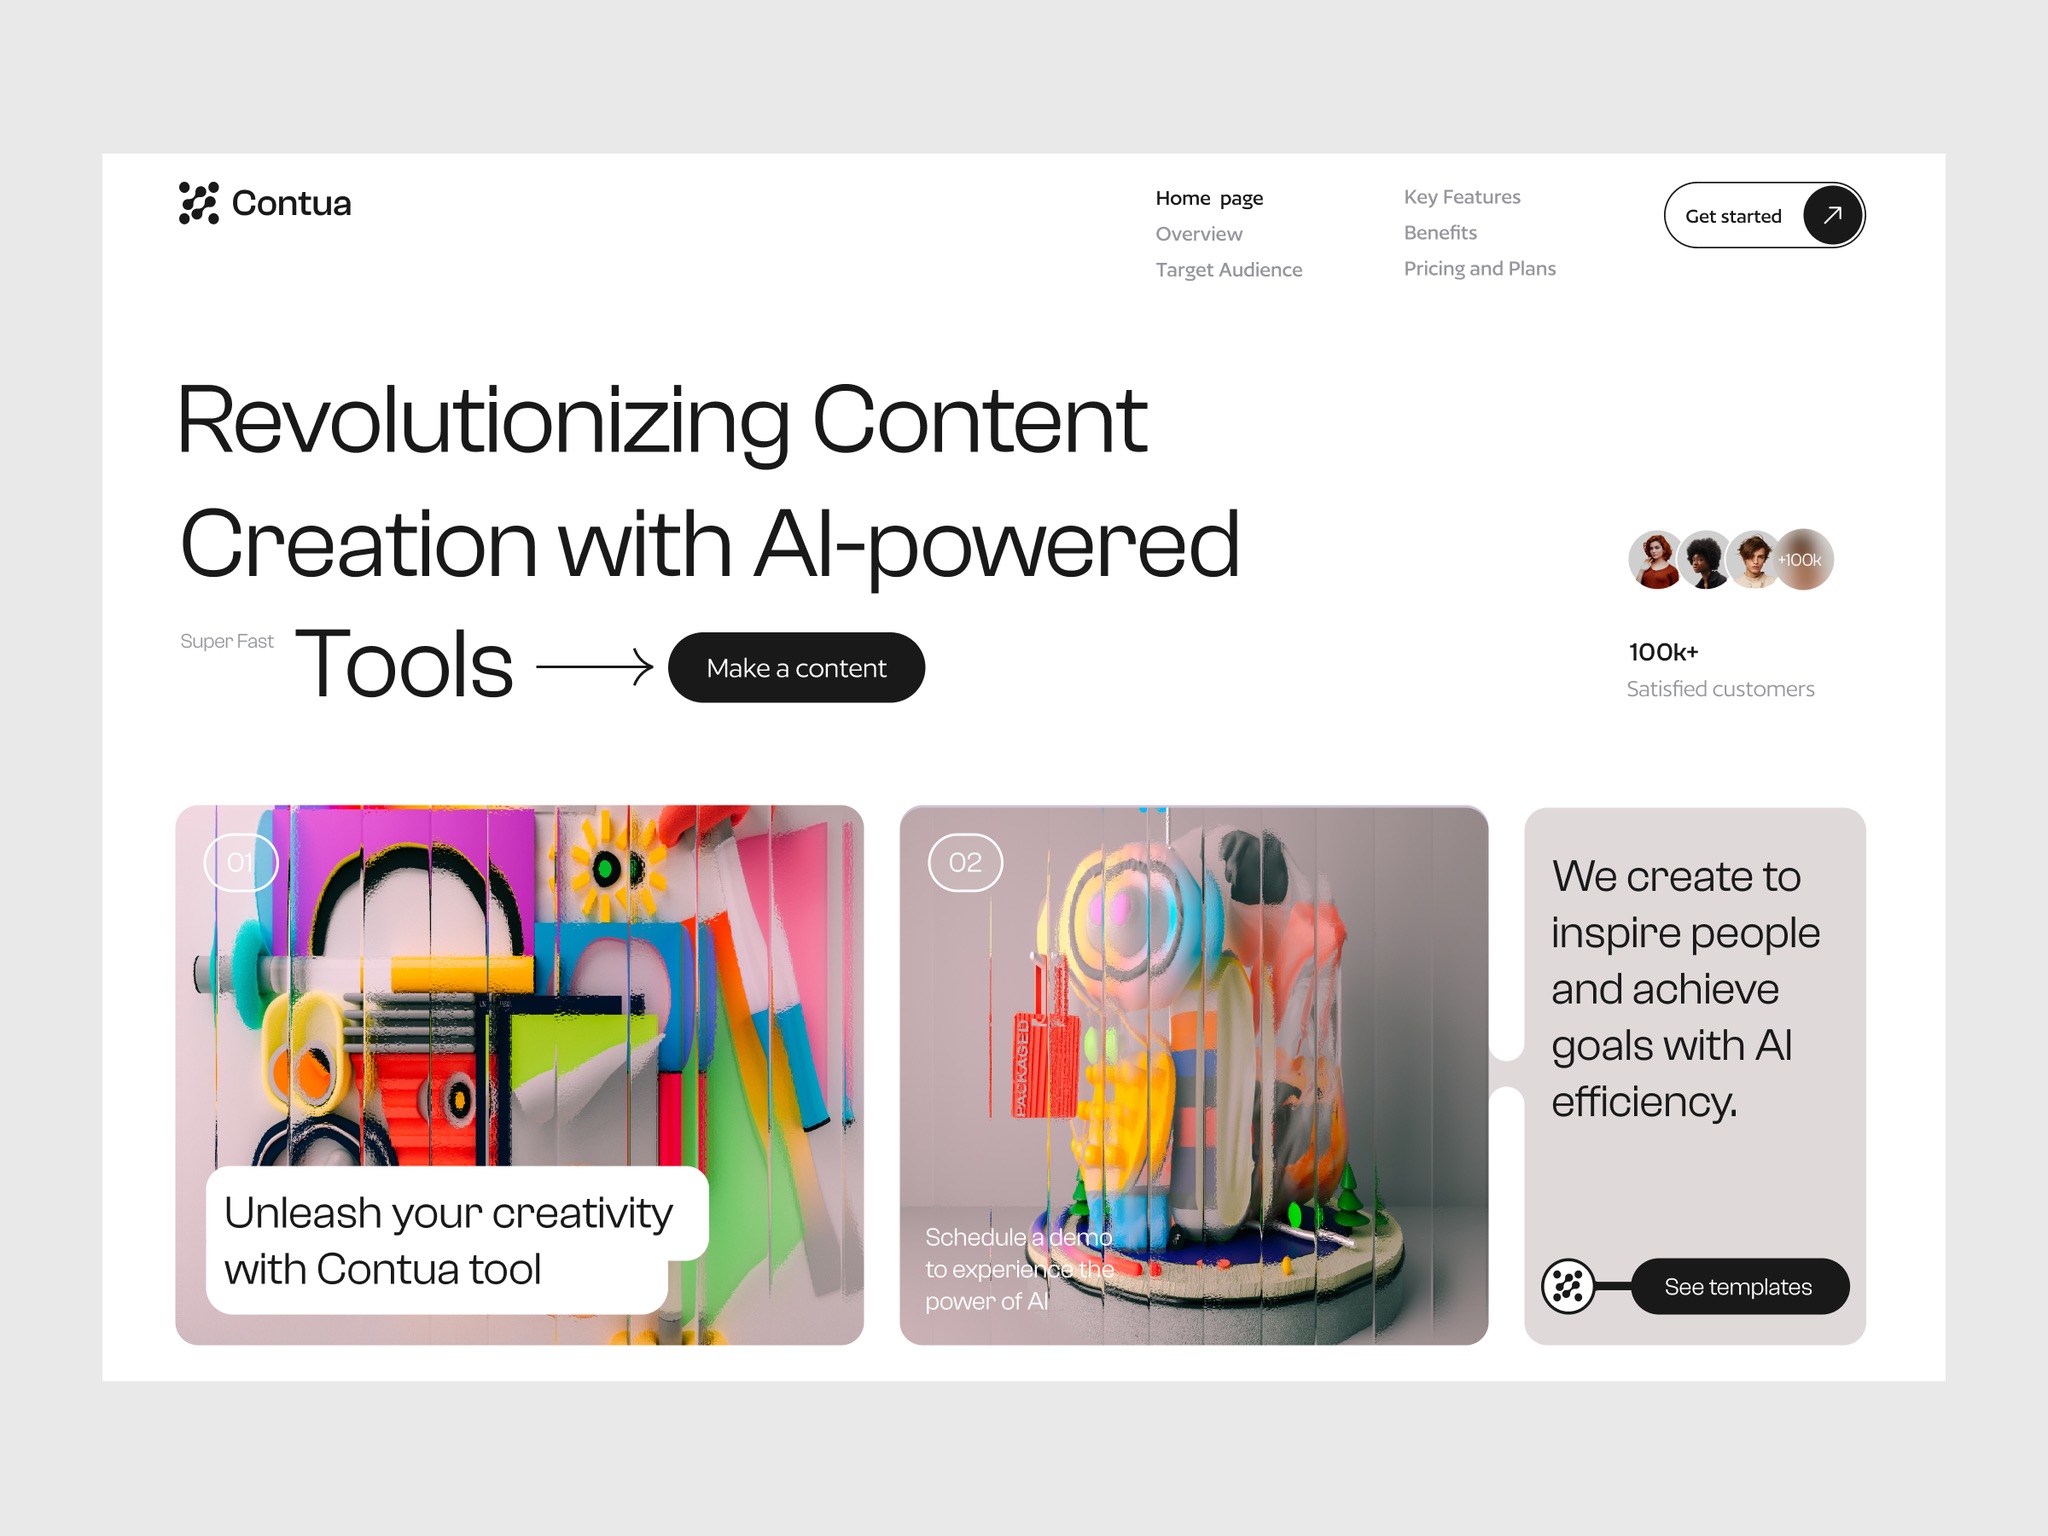 Contua
Home page
Overview
Target Audience
Key Features
Benefits
Pricing and Plans
Get started
Revolutionizing Content
Creation with AI-powered
Super Fast
Tools
Make a content
+100k
100k+
Satisfied customers
01
Unleash your creativity
with Contua tool
02
PACKAGED
Schedule a demo
to experience the
power of AI
We create to
inspire people
and achieve
goals with AI
efficiency.
See templates